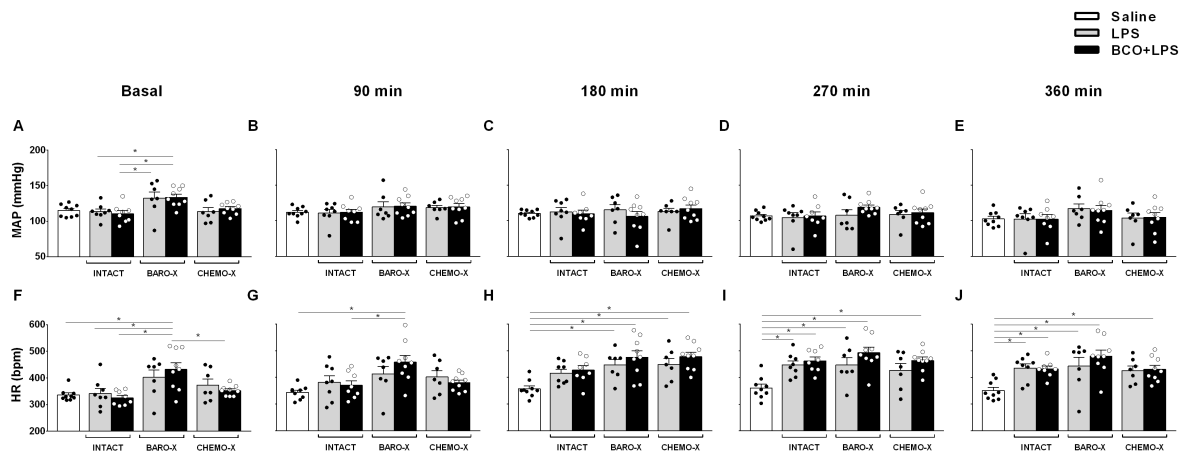 Saline
LPS
BCO+LPS
Basal 90 min 180 min 270 min 360 min
A B C D E
MAP (mmHg)
200
150
100
50
* * *
INTACT BARO-X CHEMO-X INTACT BARO-X CHEMO-X INTACT BARO-X CHEMO-X INTACT BARO-X CHEMO-X INTACT BARO-X CHEMO-X
F G H I J
HR (bpm)
600
500
400
300
200
* * * * * * * * * * * * * * * * * *
INTACT BARO-X CHEMO-X INTACT BARO-X CHEMO-X INTACT BARO-X CHEMO-X INTACT BARO-X CHEMO-X INTACT BARO-X CHEMO-X